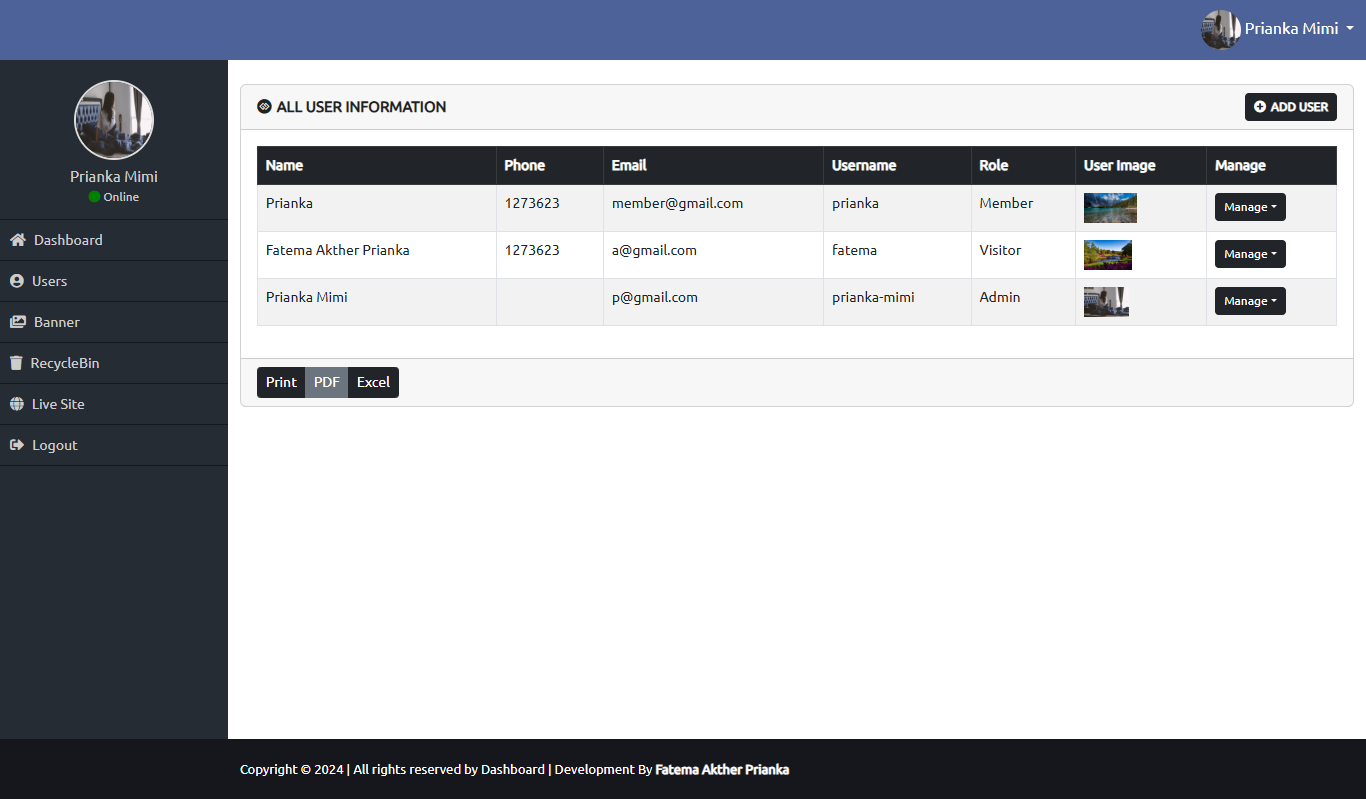 Prianka Mimi
Prianka Mimi
Online
Dashboard
Users
Banner
RecycleBin
Live Site
Logout
ALL USER INFORMATION
ADD USER
Name Phone Email Username Role User Image Manage
Prianka 1273623 member@gmail.com prianka Member Manage
Fatema Akther Prianka 1273623 a@gmail.com fatema Visitor Manage
Prianka Mimi p@gmail.com prianka-mimi Admin Manage
Print PDF Excel
Copyright © 2024 | All rights reserved by Dashboard | Development By Fatema Akther Prianka